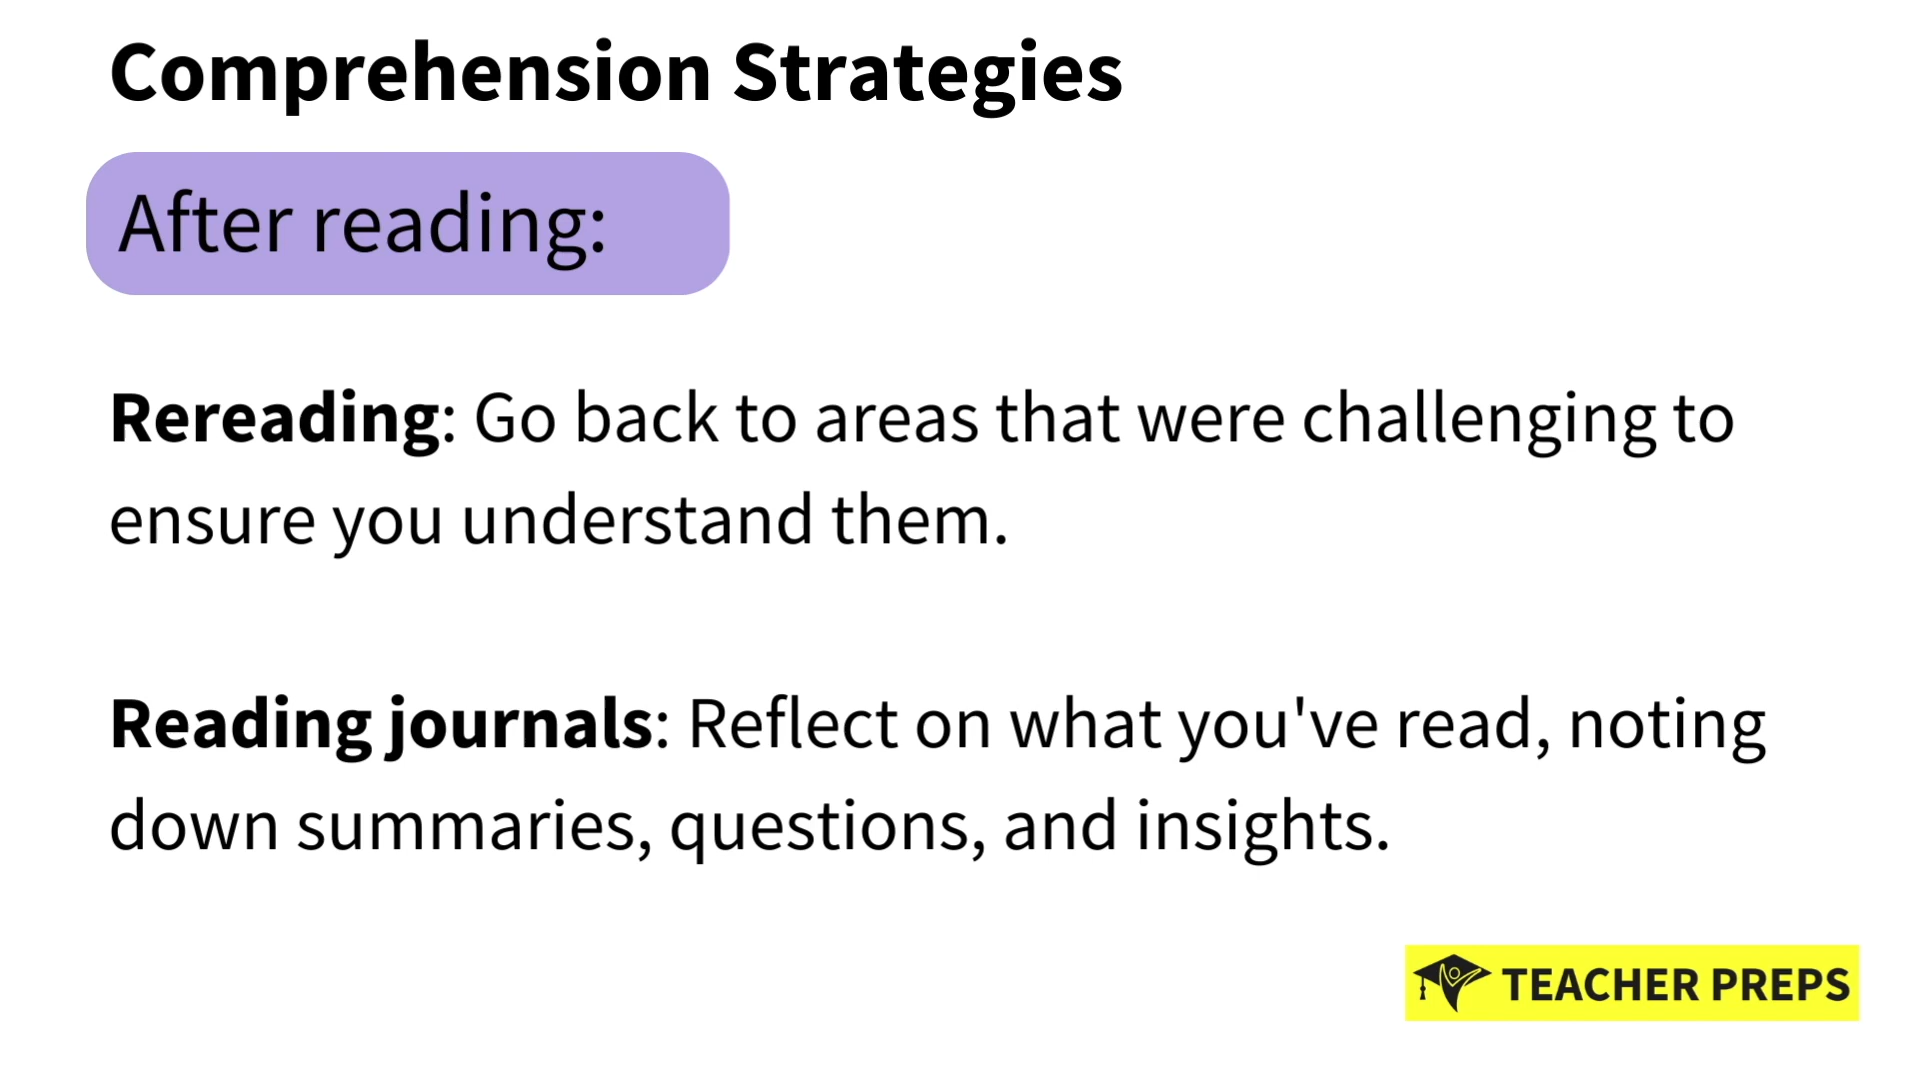 Comprehension Strategies
After reading:
Rereading: Go back to areas that were challenging to
ensure you understand them.
Reading journals: Reflect on what you've read, noting
down summaries, questions, and insights.
TEACHER PREPS